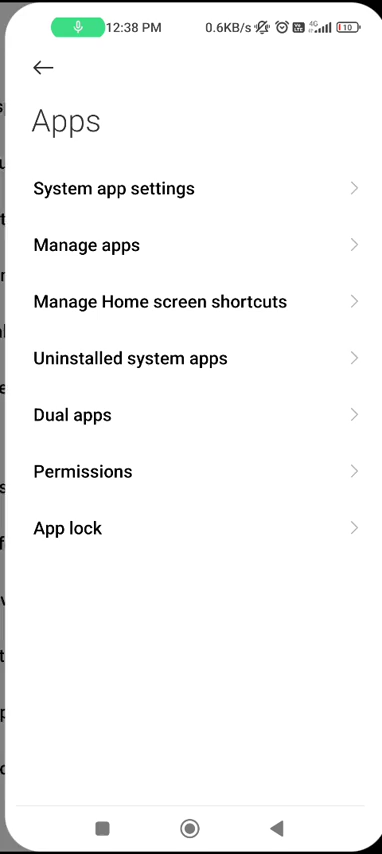 12:38 PM 0.6KB/s 4G 10
Apps
System app settings
Manage apps
Manage Home screen shortcuts
Uninstalled system apps
Dual apps
Permissions
App lock